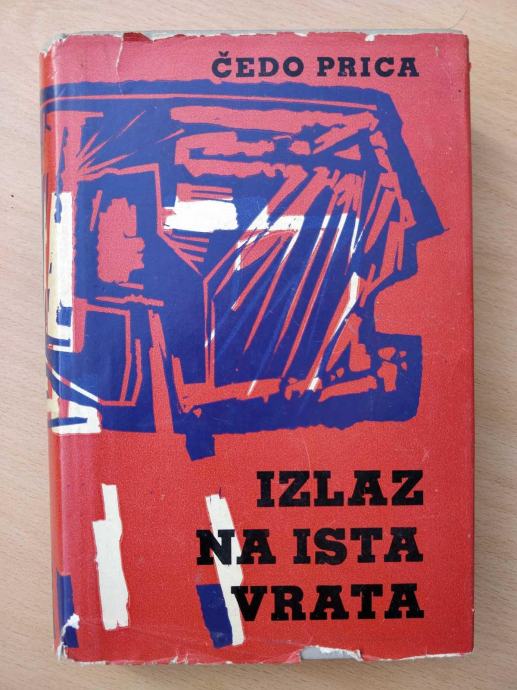 ČEDO PRICA
IZLAZ
NA ISTA
VRATA